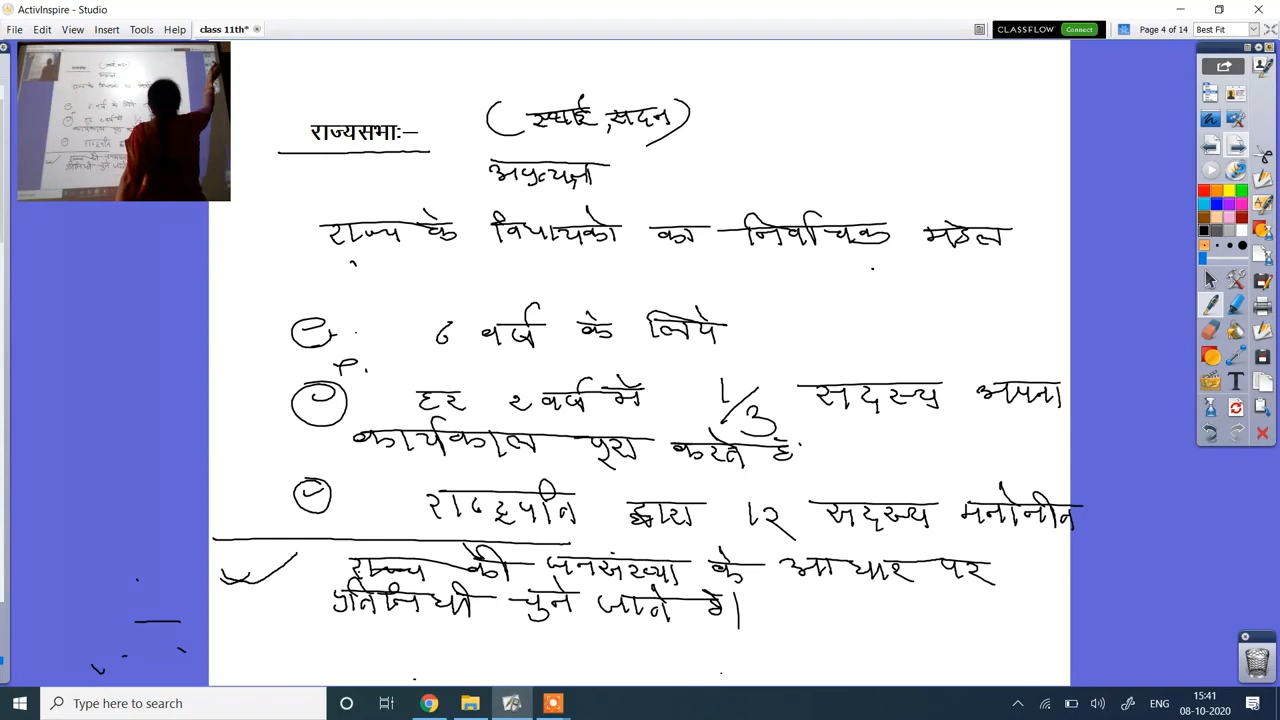 ActivInspire - Studio
File Edit View Insert Tools Help class 11th*
CLASSFLOW Connect Page 4 of 14 Best Fit
(स्थाई सदन)
राज्यसभा:-
अप्रत्यक्ष
राज्य के विधायको का निर्वाचक मंडल
6 वर्ष के लिये
हर २ वर्ष में 1/3 सदस्य अपना
कार्यकाल पूरा करते है
राष्ट्रपति द्वारा 1२ सदस्य मनोनीत
राज्य की जनसंख्या के आधार पर
प्रतिनिधी चुने जाते है|
Type here to search
ENG 15:41
08-10-2020